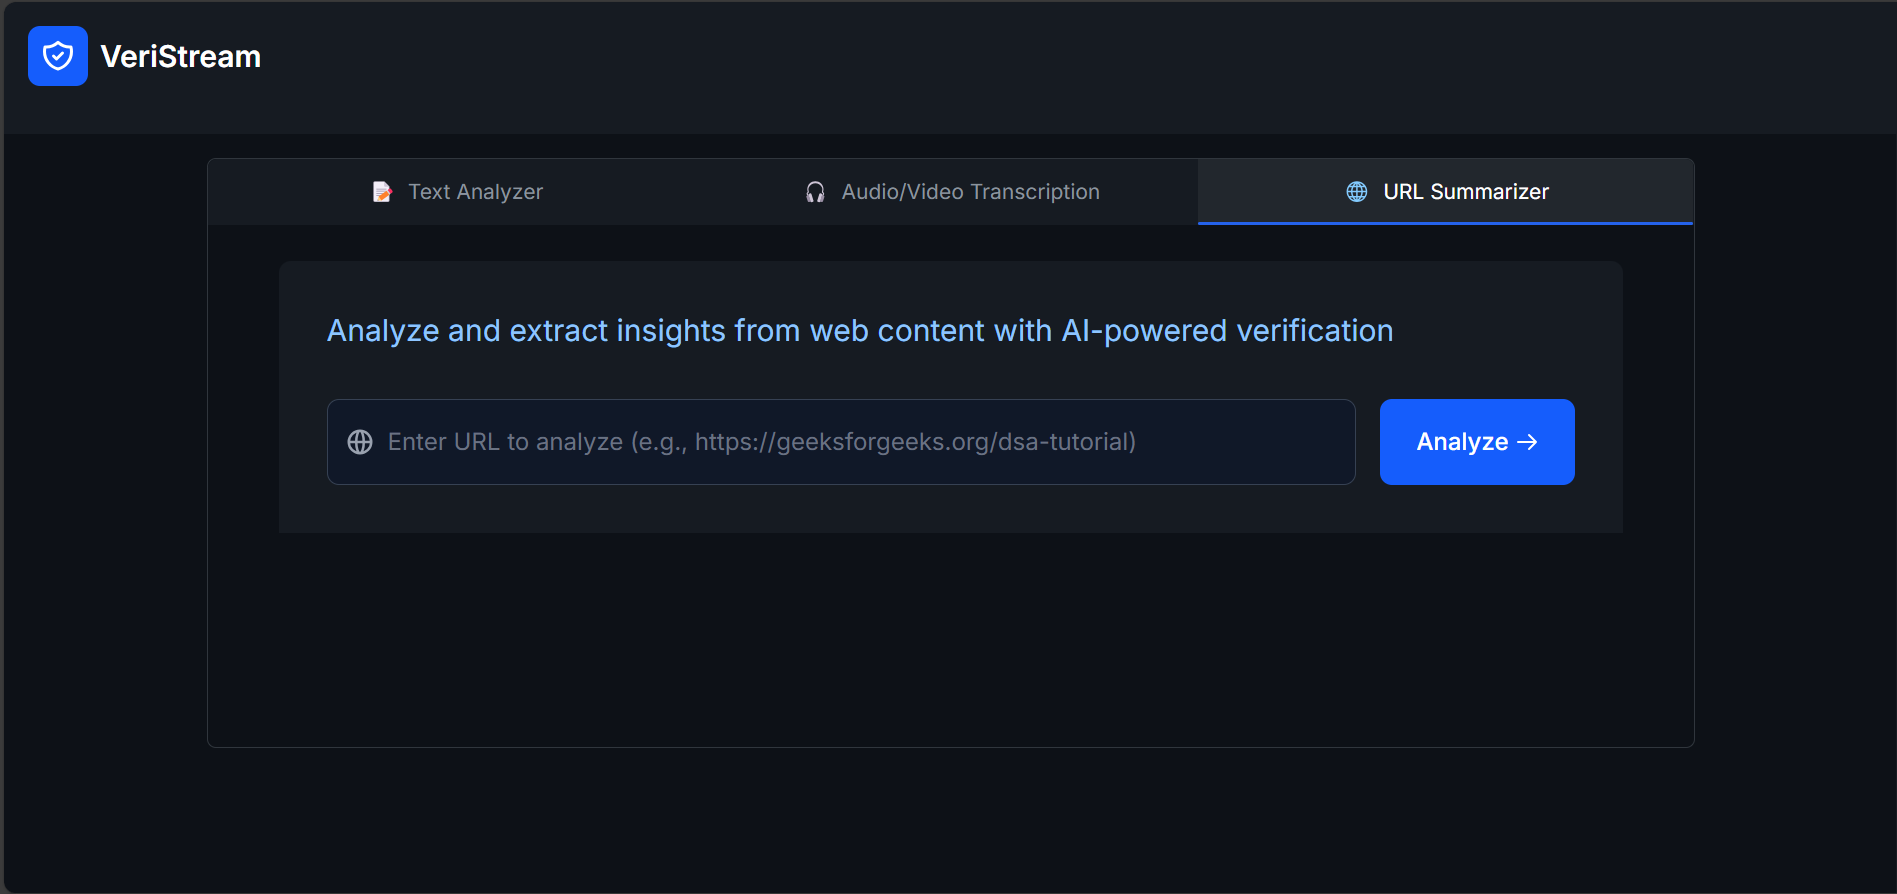 VeriStream
Text Analyzer
Audio/Video Transcription
URL Summarizer
Analyze and extract insights from web content with AI-powered verification
Enter URL to analyze (e.g., https://geeksforgeeks.org/dsa-tutorial)
Analyze →